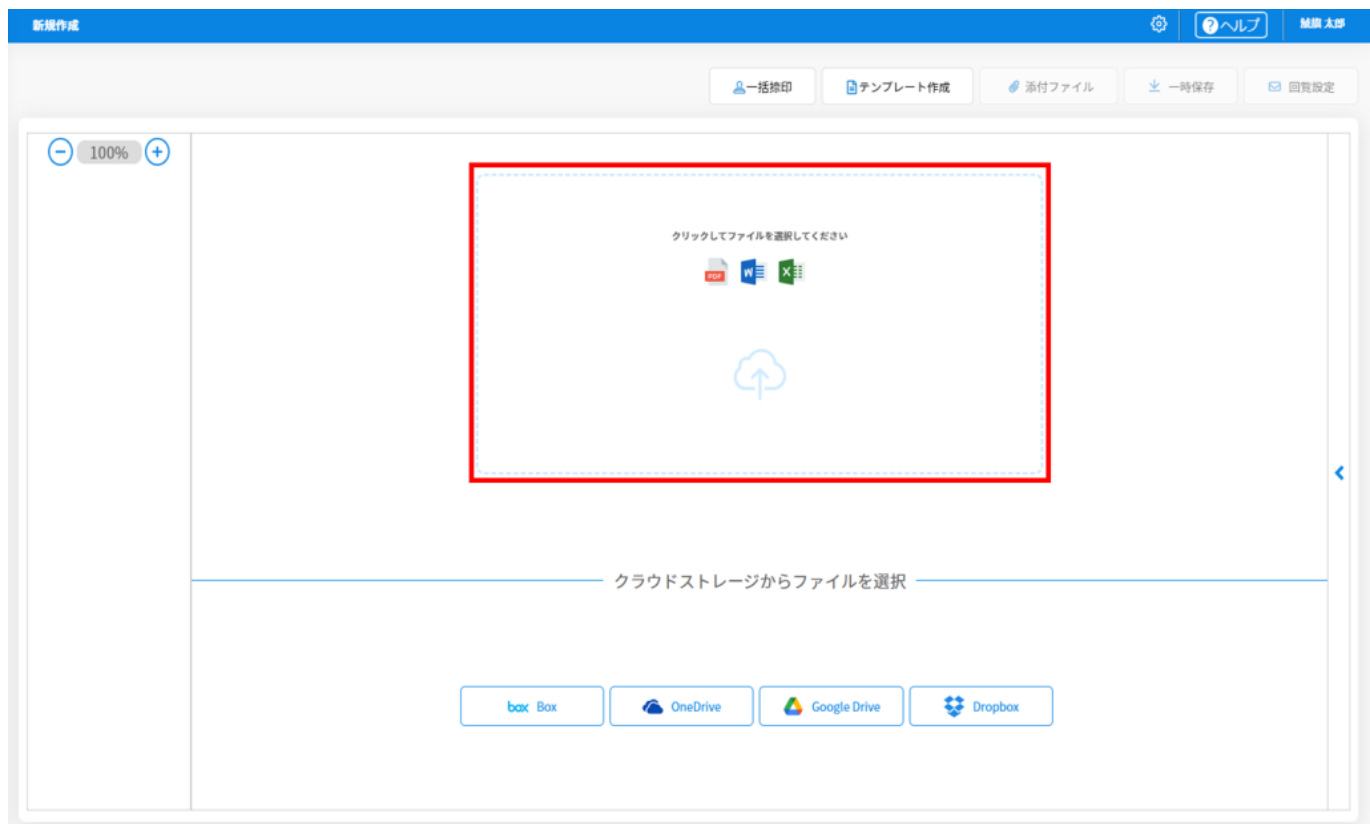 新規作成
?ヘルプ
太郎
一括捺印
テンプレート作成
添付ファイル
一時保存
回覧設定
100%
クリックしてファイルを選択してください
PDF
W
X
クラウドストレージからファイルを選択
box Box
OneDrive
Google Drive
Dropbox